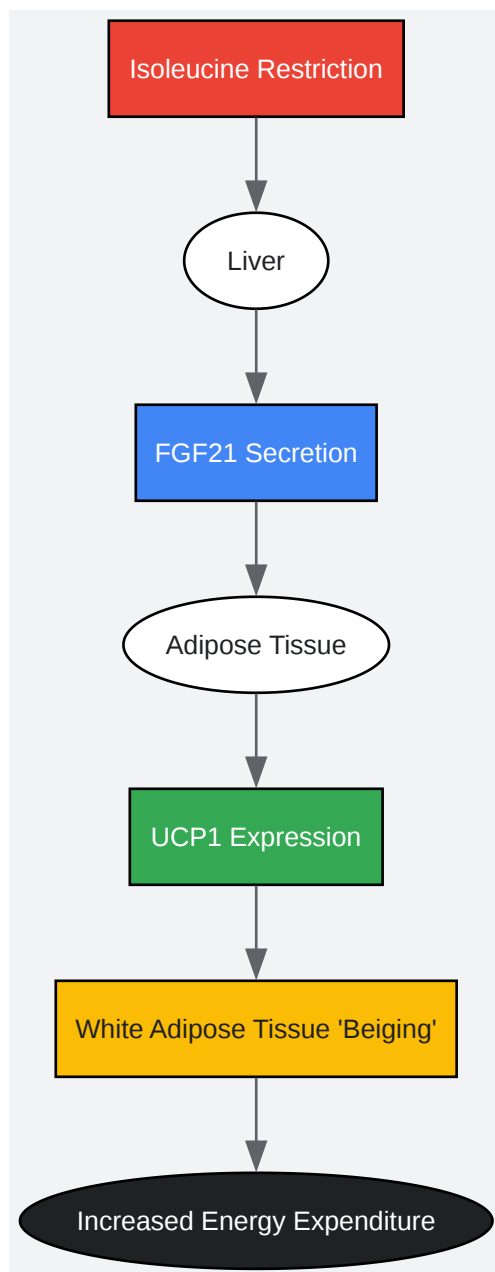 Isoleucine Restriction
Liver
FGF21 Secretion
Adipose Tissue
UCP1 Expression
White Adipose Tissue 'Beiging'
Increased Energy Expenditure